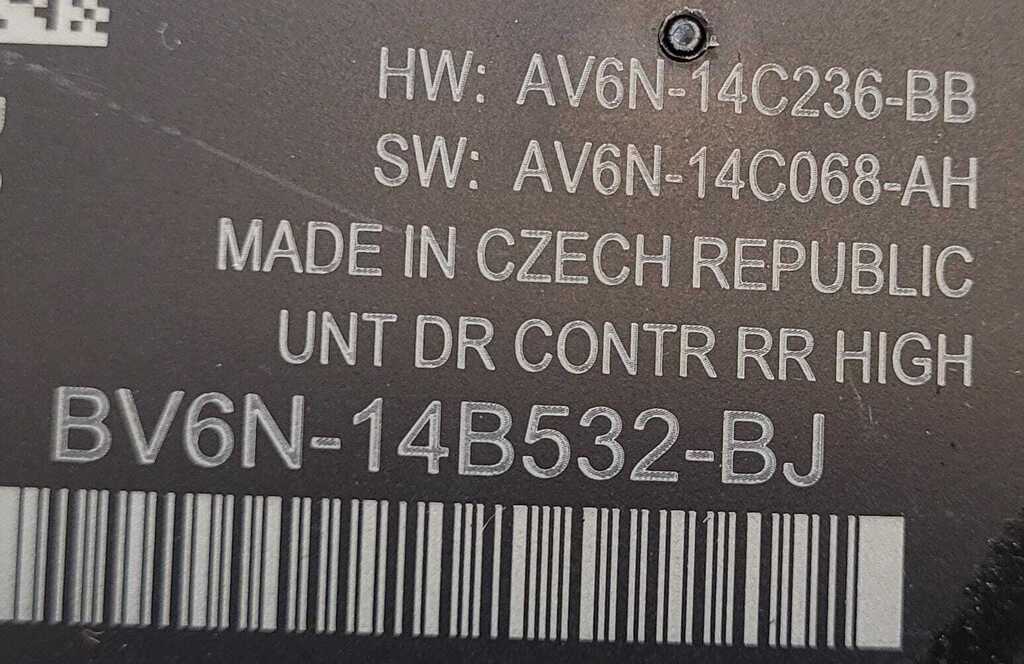 HW: AV6N-14C236-BB
SW: AV6N-14C068-AH
MADE IN CZECH REPUBLIC
UNT DR CONTR RR HIGH
BV6N-14B532-BJ